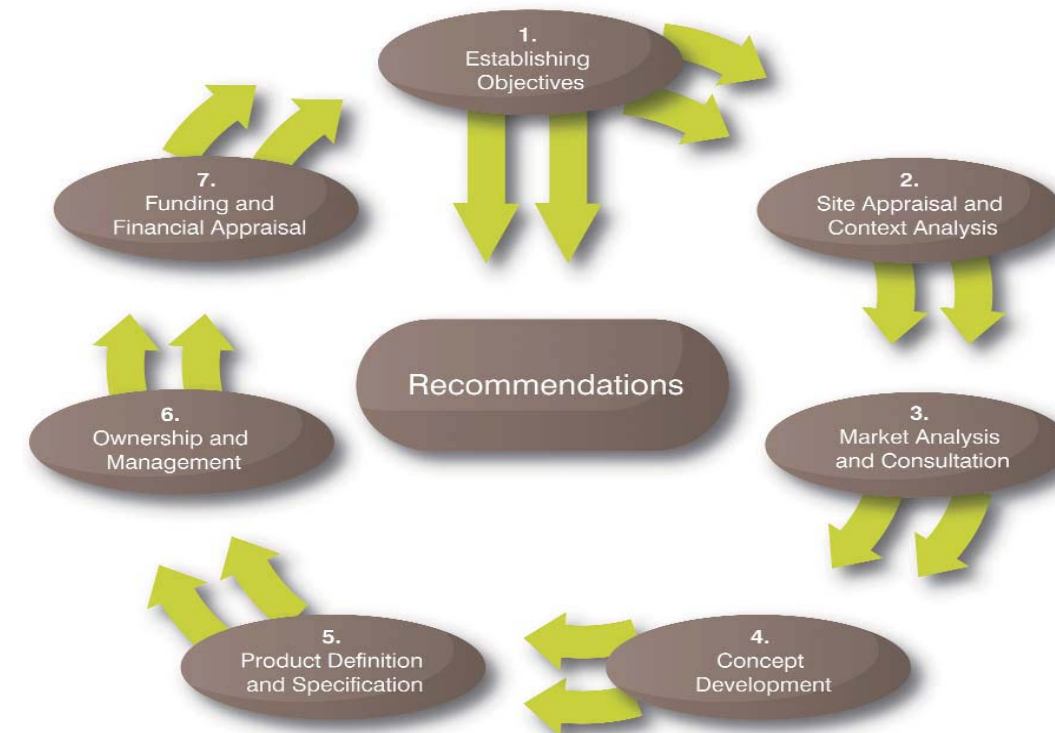 1.
Establishing
Objectives
2.
Site Appraisal and
Context Analysis
3.
Market Analysis
and Consultation
4.
Concept
Development
5.
Product Definition
and Specification
6.
Ownership and
Management
7.
Funding and
Financial Appraisal
Recommendations